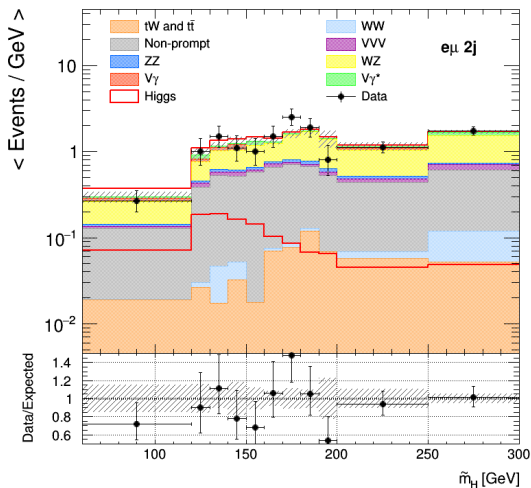 < Events / GeV >
tW and tt̄
Non-prompt
ZZ
Vγ
Higgs
WW
VVV
WZ
Vγ*
Data
eμ 2j
10
1
10⁻¹
10⁻²
Data/Expected
1.4
1.2
1
0.8
0.6
100 150 200 250 300
m̃H [GeV]